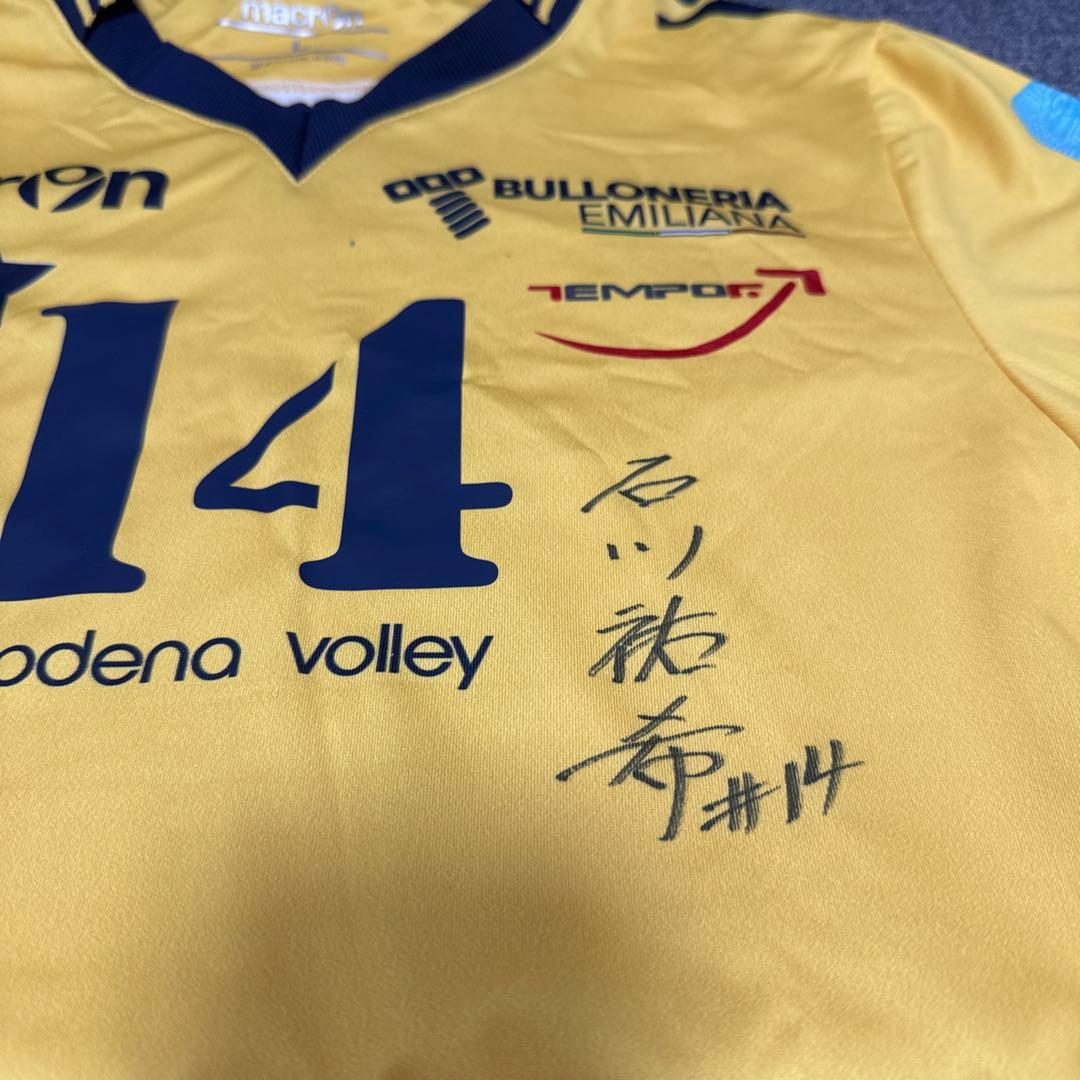 macron
L
ron
BULLONERIA
EMILIANA
TEMPOR
14
odena volley
石川祐希#14